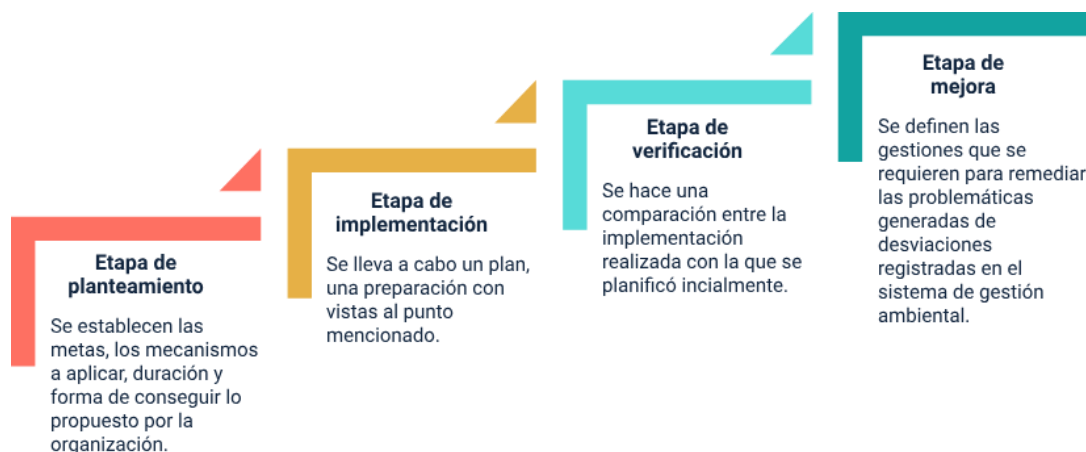 Etapa de
planteamiento
Se establecen las
metas, los mecanismos
a aplicar, duración y
forma de conseguir lo
propuesto por la
organización.
Etapa de
implementación
Se lleva a cabo un plan,
una preparación con
vistas al punto
mencionado.
Etapa de
verificación
Se hace una
comparación entre la
implementación
realizada con la que se
planificó incialmente.
Etapa de
mejora
Se definen las
gestiones que se
requieren para remediar
las problemáticas
generadas de
desviaciones
registradas en el
sistema de gestión
ambiental.